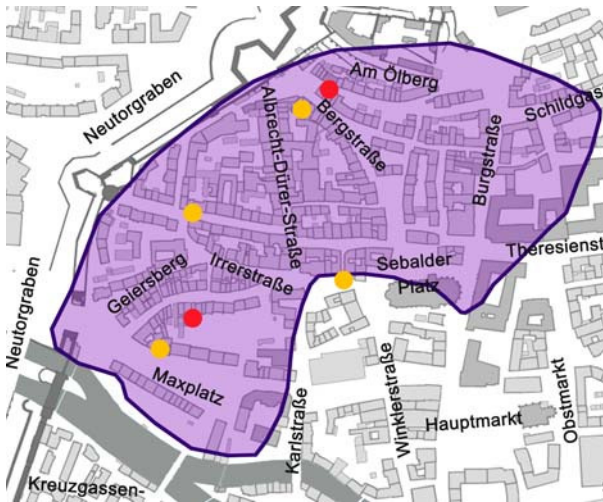 Am Ölberg
Neutorgraben
Schildgas
Bergstraße
Albrecht-Dürer-Straße
Burgstraße
Theresienst
Sebalder
Platz
Irrerstraße
Geiersberg
Neutorgraben
Maxplatz
Karlstraße
Winklerstraße
Hauptmarkt
Obstmarkt
Kreuzgassen-